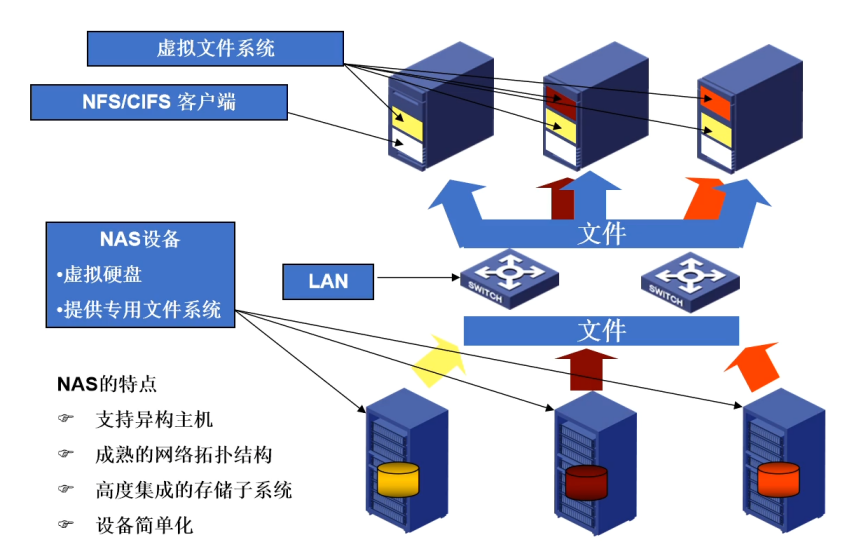 虚拟文件系统
NFS/CIFS 客户端
文件
NAS设备
•虚拟硬盘
•提供专用文件系统
LAN
SWITCH
SWITCH
文件
NAS的特点
☞ 支持异构主机
☞ 成熟的网络拓扑结构
☞ 高度集成的存储子系统
☞ 设备简单化